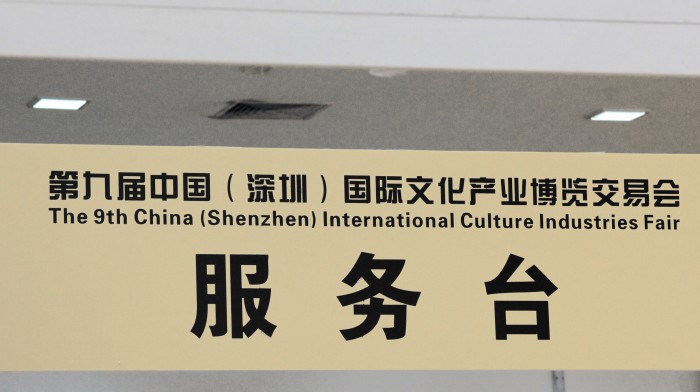 第九届中国（深圳）国际文化产业博览交易会
The 9th China (Shenzhen) International Culture Industries Fair
服务台